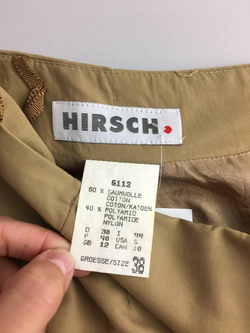 HIRSCH.
6113
60 % BAUMWOLLE
COTTON
COTON/KATOEN
40 % POLYAMID
POLYAMIDE
NYLON
D 38 I
F 40 USA
GB 12 CAN 10
GROESSE/SIZE 38